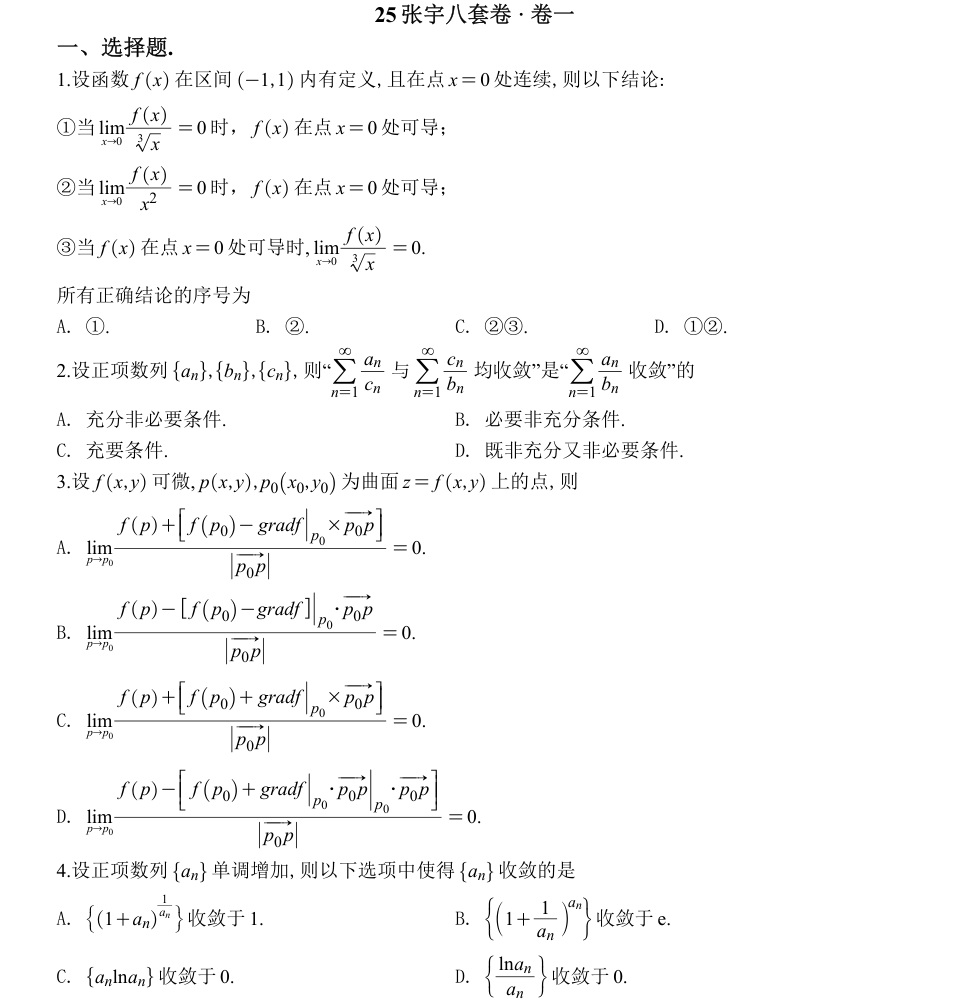 25张宇八套卷·卷一
一、选择题.
1.设函数 f(x) 在区间 (−1,1) 内有定义, 且在点 x=0 处连续, 则以下结论:
①当 lim_{x→0} f(x)/∛x = 0 时， f(x) 在点 x=0 处可导；
②当 lim_{x→0} f(x)/x² = 0 时， f(x) 在点 x=0 处可导；
③当 f(x) 在点 x=0 处可导时, lim_{x→0} f(x)/∛x = 0.
所有正确结论的序号为
A. ①. B. ②. C. ②③. D. ①②.
2.设正项数列 {aₙ},{bₙ},{cₙ}, 则“∑_{n=1}^{∞} aₙ/cₙ 与 ∑_{n=1}^{∞} cₙ/bₙ 均收敛”是“∑_{n=1}^{∞} aₙ/bₙ 收敛”的
A. 充分非必要条件. B. 必要非充分条件.
C. 充要条件. D. 既非充分又非必要条件.
3.设 f(x,y) 可微, p(x,y), p₀(x₀,y₀) 为曲面 z=f(x,y) 上的点, 则
A. lim_{p→p₀} (f(p)+[f(p₀)−gradf|_{p₀}×\overrightarrow{p₀p}])/|\overrightarrow{p₀p}| = 0.
B. lim_{p→p₀} (f(p)−[f(p₀)−gradf]|_{p₀}·\overrightarrow{p₀p})/|\overrightarrow{p₀p}| = 0.
C. lim_{p→p₀} (f(p)+[f(p₀)+gradf|_{p₀}×\overrightarrow{p₀p}])/|\overrightarrow{p₀p}| = 0.
D. lim_{p→p₀} (f(p)−[f(p₀)+gradf|_{p₀}·\overrightarrow{p₀p}|_{p₀}·\overrightarrow{p₀p}])/|\overrightarrow{p₀p}| = 0.
4.设正项数列 {aₙ} 单调增加, 则以下选项中使得 {aₙ} 收敛的是
A. {(1+aₙ)^{1/aₙ}} 收敛于 1. B. {(1+1/aₙ)^{aₙ}} 收敛于 e.
C. {aₙlnaₙ} 收敛于 0. D. {lnaₙ/aₙ} 收敛于 0.